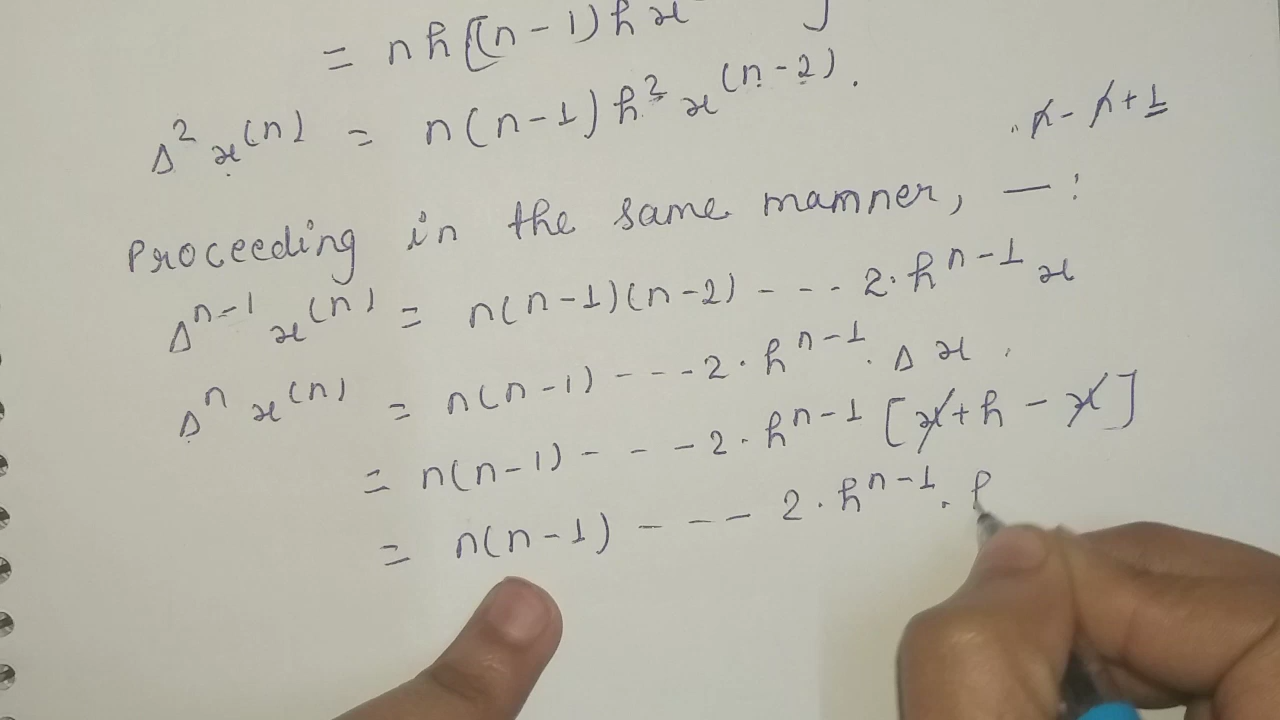 = nh[(n-1)hx ]
Δ²x⁽ⁿ⁾ = n(n-1)h²x⁽ⁿ⁻²⁾.
. n - n + 1
Proceeding in the same manner, — :
Δⁿ⁻¹x⁽ⁿ⁾ = n(n-1)(n-2) - - - - 2·hⁿ⁻¹x
Δⁿx⁽ⁿ⁾ = n(n-1) - - - - 2·hⁿ⁻¹.Δx.
= n(n-1) - - - - 2·hⁿ⁻¹[x+h-x]
= n(n-1) - - - - 2·hⁿ⁻¹.